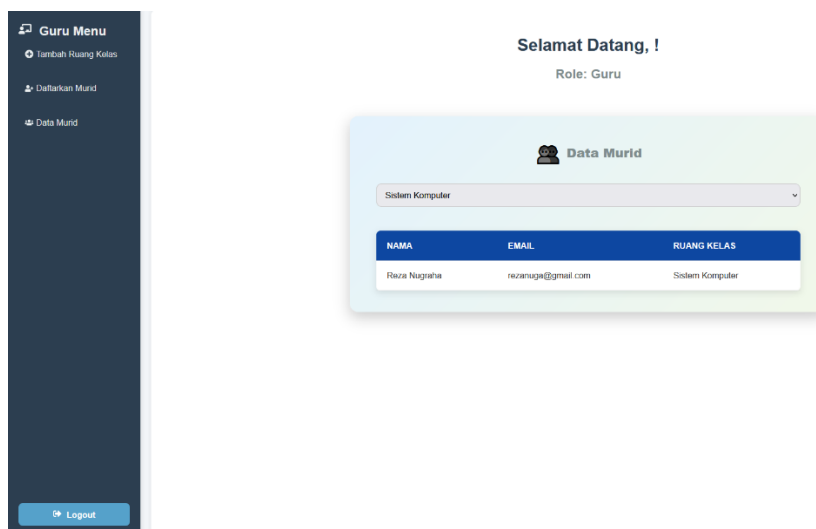 Guru Menu
Tambah Ruang Kelas
Daftarkan Murid
Data Murid
Logout
Selamat Datang, !
Role: Guru
Data Murid
Sistem Komputer
NAMA EMAIL RUANG KELAS
Reza Nugraha rezanuga@gmail.com Sistem Komputer